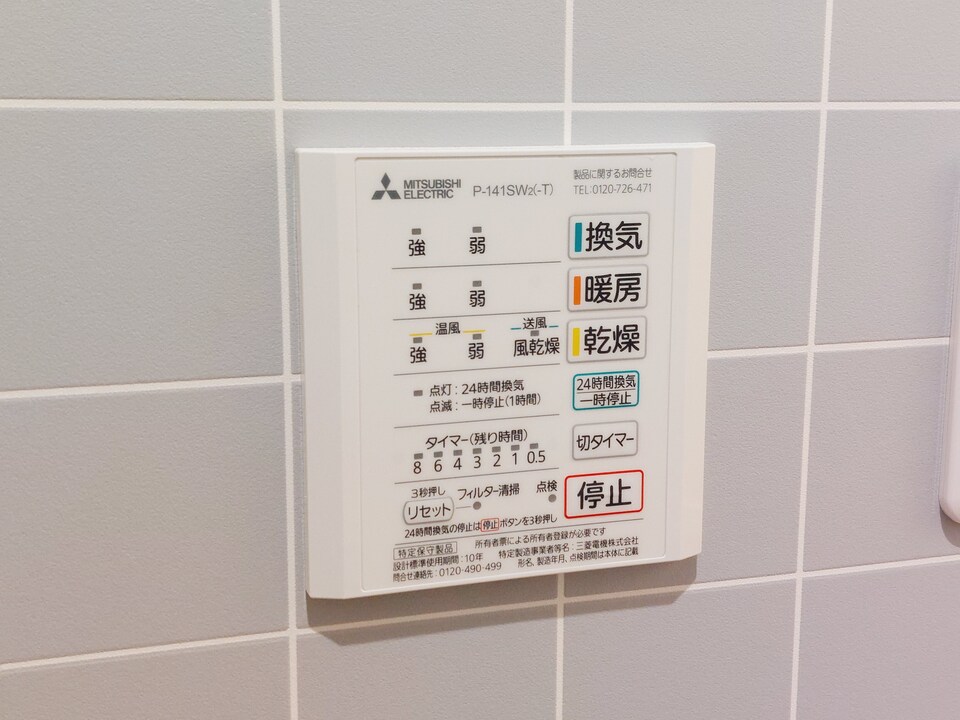 MITSUBISHI
ELECTRIC
P-141SW2(-T)
製品に関するお問合せ
TEL:0120-726-471
強 弱 換気
強 弱 暖房
温風 送風
強 弱 風乾燥 乾燥
点灯：24時間換気
点滅：一時停止(1時間)
24時間換気
一時停止
タイマー(残り時間)
8 6 4 3 2 1 0.5
切タイマー
3秒押し
リセット フィルター清掃 点検
停止
24時間換気の停止は停止ボタンを3秒押し
特定保守製品 所有者票による所有者登録が必要です
設計標準使用期間：10年 特定製造事業者等名：三菱電機株式会社
問合せ連絡先：0120-490-499 形名、製造年月、点検期間は本体に記載